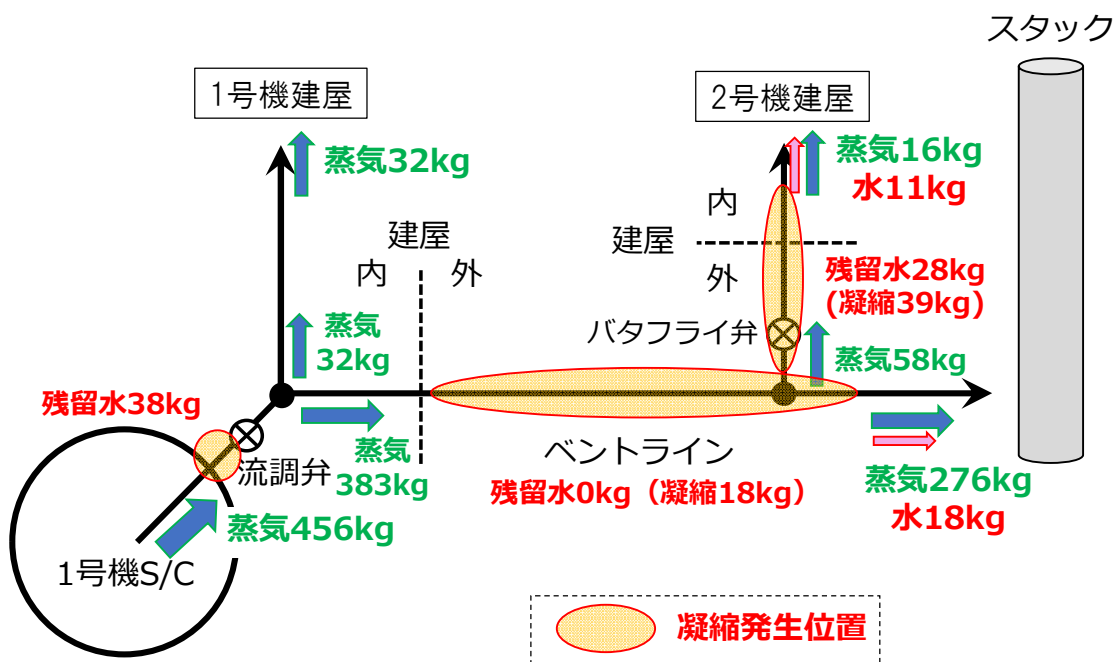 スタック
1号機建屋
2号機建屋
蒸気32kg
蒸気16kg
水11kg
建屋
内 外
内
建屋
外
残留水28kg
(凝縮39kg)
バタフライ弁
蒸気
32kg
蒸気58kg
残留水38kg
流調弁
蒸気
383kg
ベントライン
残留水0kg（凝縮18kg）
蒸気276kg
水18kg
蒸気456kg
1号機S/C
凝縮発生位置